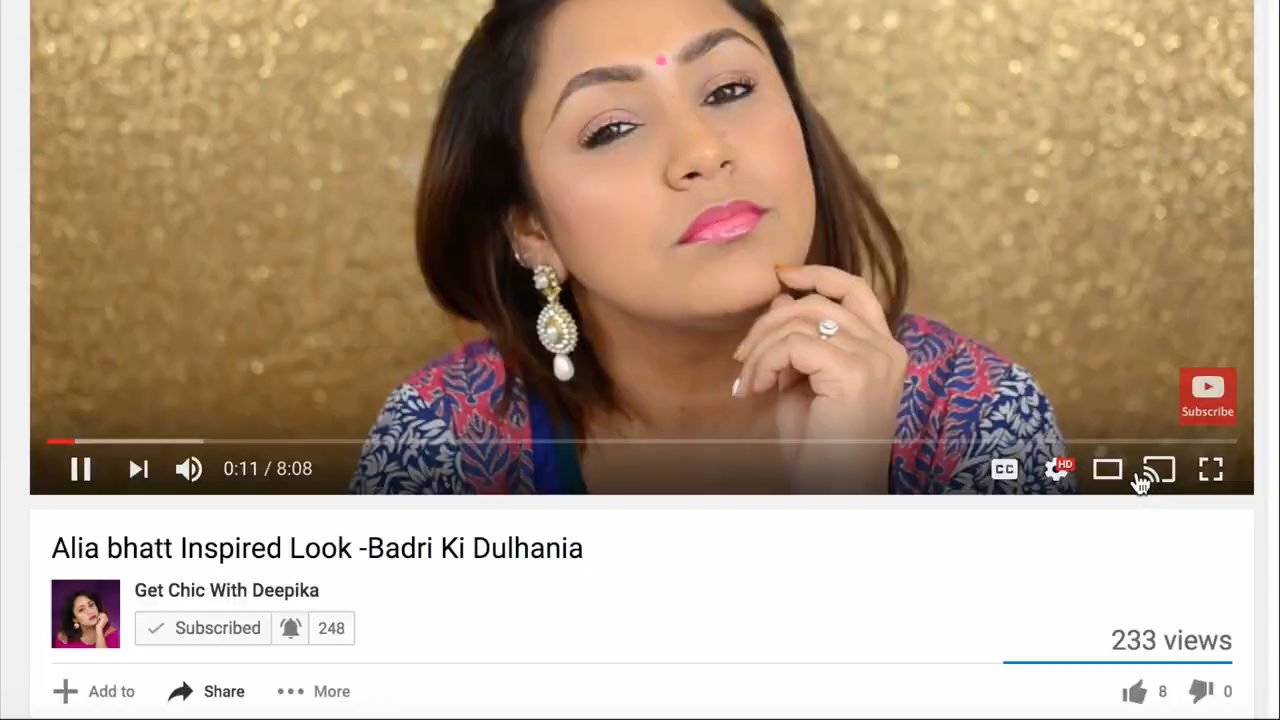 Subscribe
0:11 / 8:08
CC
HD
Alia bhatt Inspired Look -Badri Ki Dulhania
Get Chic With Deepika
Subscribed 248
233 views
Add to Share More
8 0